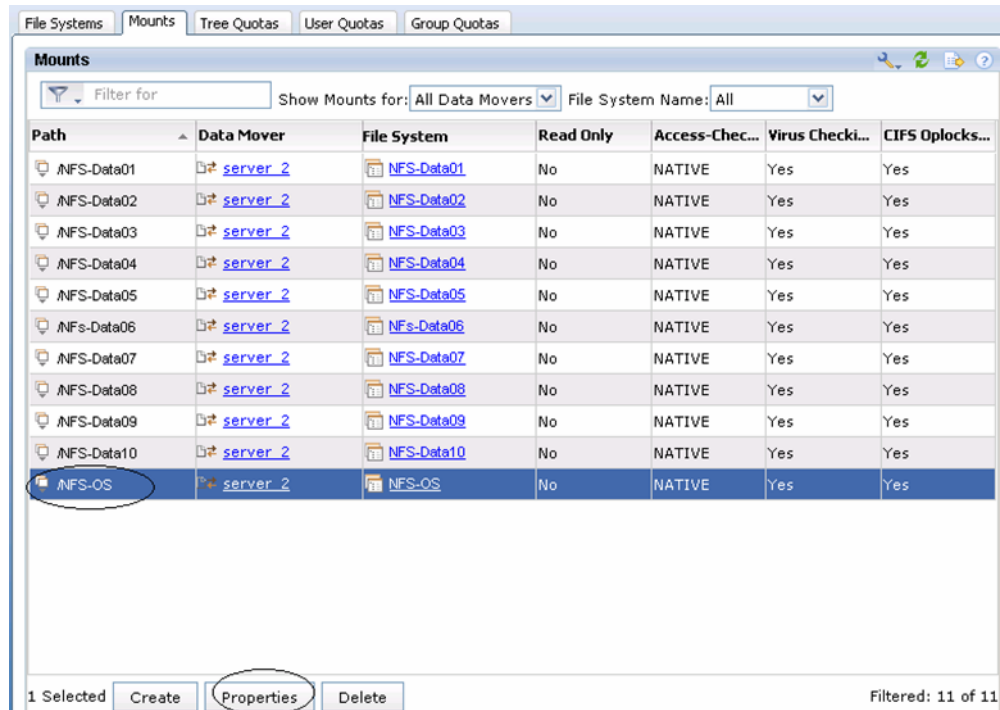 File Systems Mounts Tree Quotas User Quotas Group Quotas
Mounts
Filter for Show Mounts for: All Data Movers File System Name: All
Path Data Mover File System Read Only Access-Chec... Virus Checki... CIFS Oplocks...
/NFS-Data01 server_2 NFS-Data01 No NATIVE Yes Yes
/NFS-Data02 server_2 NFS-Data02 No NATIVE Yes Yes
/NFS-Data03 server_2 NFS-Data03 No NATIVE Yes Yes
/NFS-Data04 server_2 NFS-Data04 No NATIVE Yes Yes
/NFS-Data05 server_2 NFS-Data05 No NATIVE Yes Yes
/NFs-Data06 server_2 NFs-Data06 No NATIVE Yes Yes
/NFS-Data07 server_2 NFS-Data07 No NATIVE Yes Yes
/NFS-Data08 server_2 NFS-Data08 No NATIVE Yes Yes
/NFS-Data09 server_2 NFS-Data09 No NATIVE Yes Yes
/NFS-Data10 server_2 NFS-Data10 No NATIVE Yes Yes
/NFS-OS server_2 NFS-OS No NATIVE Yes Yes
1 Selected Create Properties Delete Filtered: 11 of 11